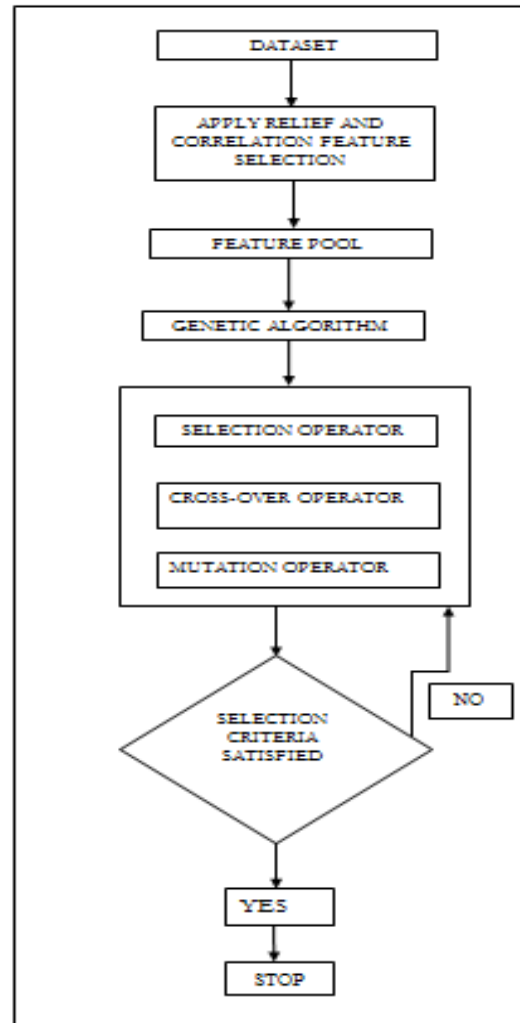 DATASET
APPLY RELIEF AND
CORRELATION FEATURE
SELECTION
FEATURE POOL
GENETIC ALGORITHM
SELECTION OPERATOR
CROSS-OVER OPERATOR
MUTATION OPERATOR
SELECTION
CRITERIA
SATISFIED
NO
YES
STOP